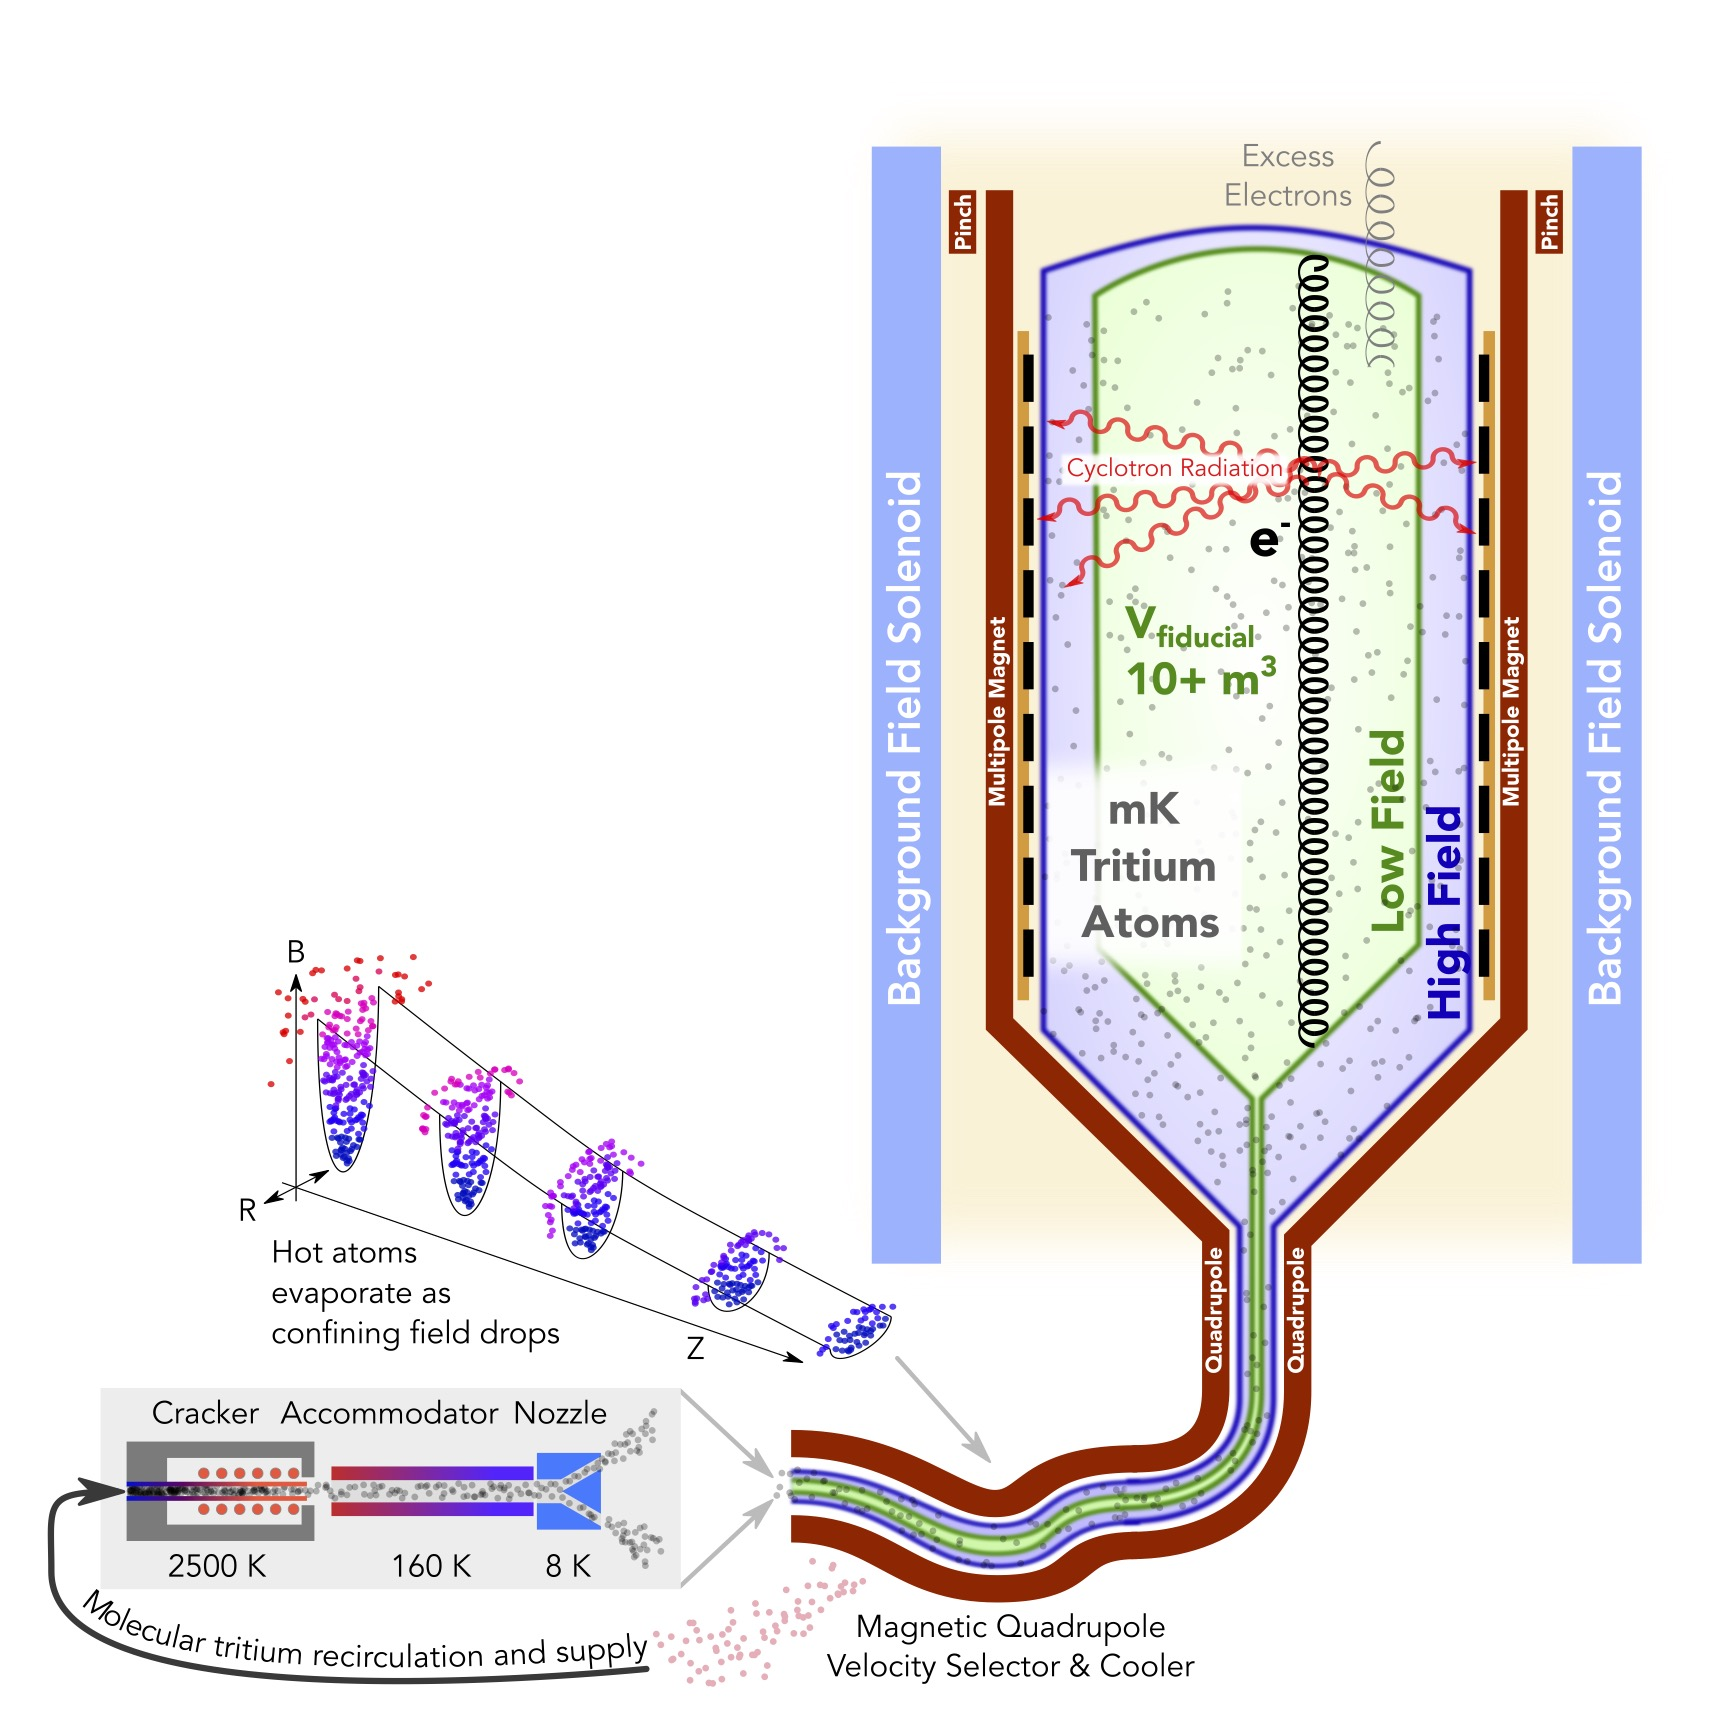 Excess
Electrons
Pinch
Pinch
Background Field Solenoid
Multipole Magnet
Cyclotron Radiation
e-
Vfiducial
10+ m³
mK
Tritium
Atoms
Low Field
High Field
Multipole Magnet
Background Field Solenoid
B
R
Z
Hot atoms
evaporate as
confining field drops
Quadrupole
Quadrupole
Cracker
Accommodator
Nozzle
2500 K
160 K
8 K
Molecular tritium recirculation and supply
Magnetic Quadrupole
Velocity Selector & Cooler